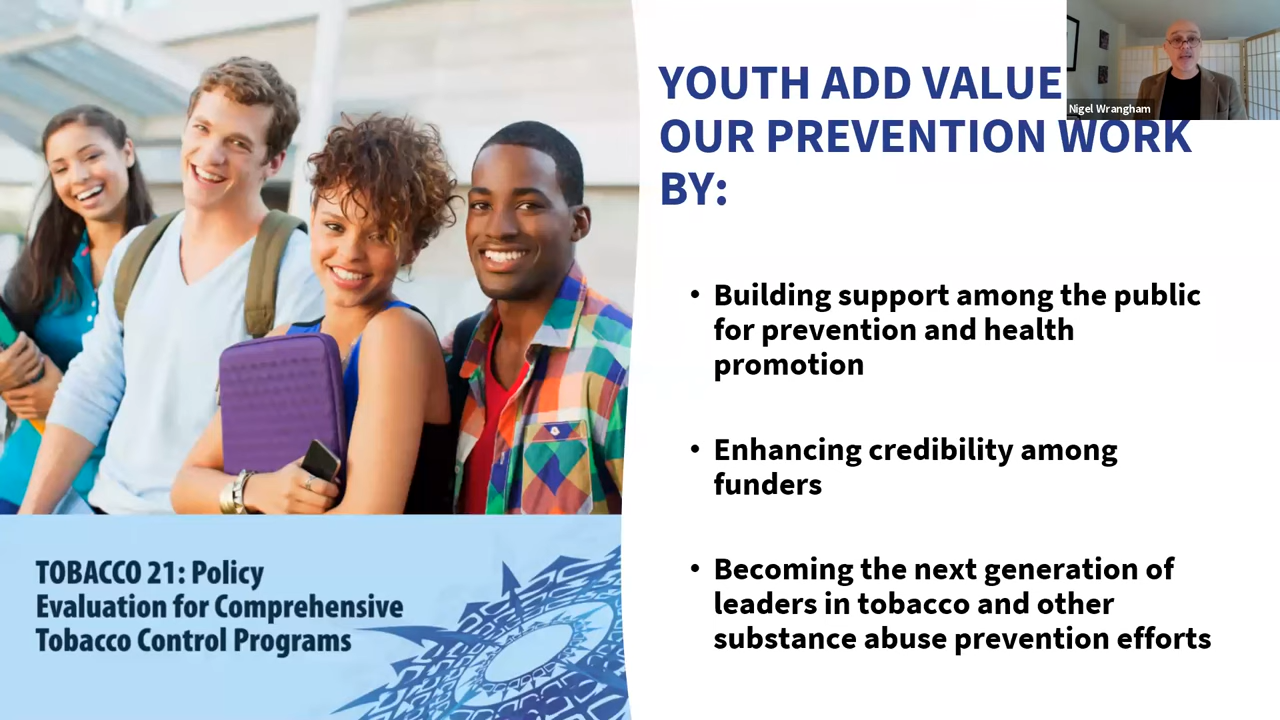 YOUTH ADD VALUE
OUR PREVENTION WORK
BY:
Nigel Wrangham
• Building support among the public
for prevention and health
promotion
• Enhancing credibility among
funders
• Becoming the next generation of
leaders in tobacco and other
substance abuse prevention efforts
TOBACCO 21: Policy
Evaluation for Comprehensive
Tobacco Control Programs